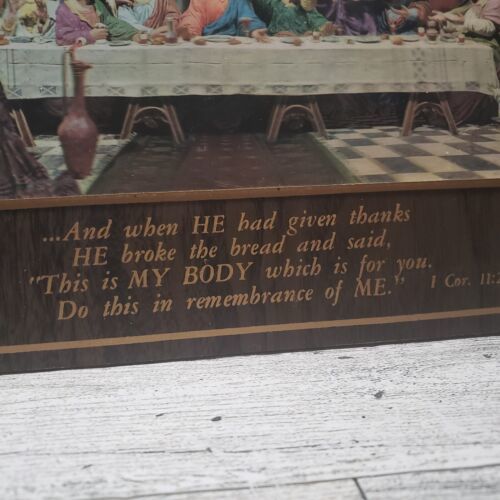 ...And when HE had given thanks
HE broke the bread and said,
"This is MY BODY which is for you.
Do this in remembrance of ME." I Cor. 11:2